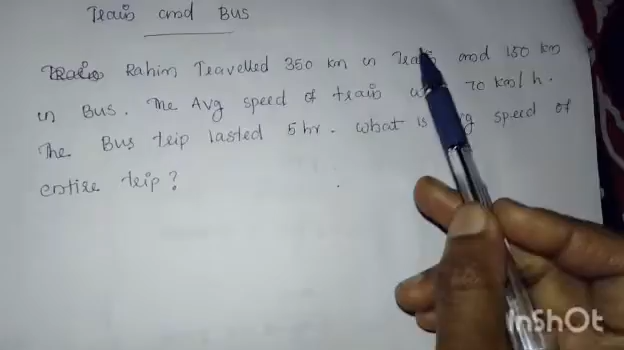 Train and Bus
Rahim Travelled 350 km in Train and 150 km
in Bus. The Avg speed of train 70 km/h.
The Bus trip lasted 5 hr. what is speed of
entire trip?
InShOt